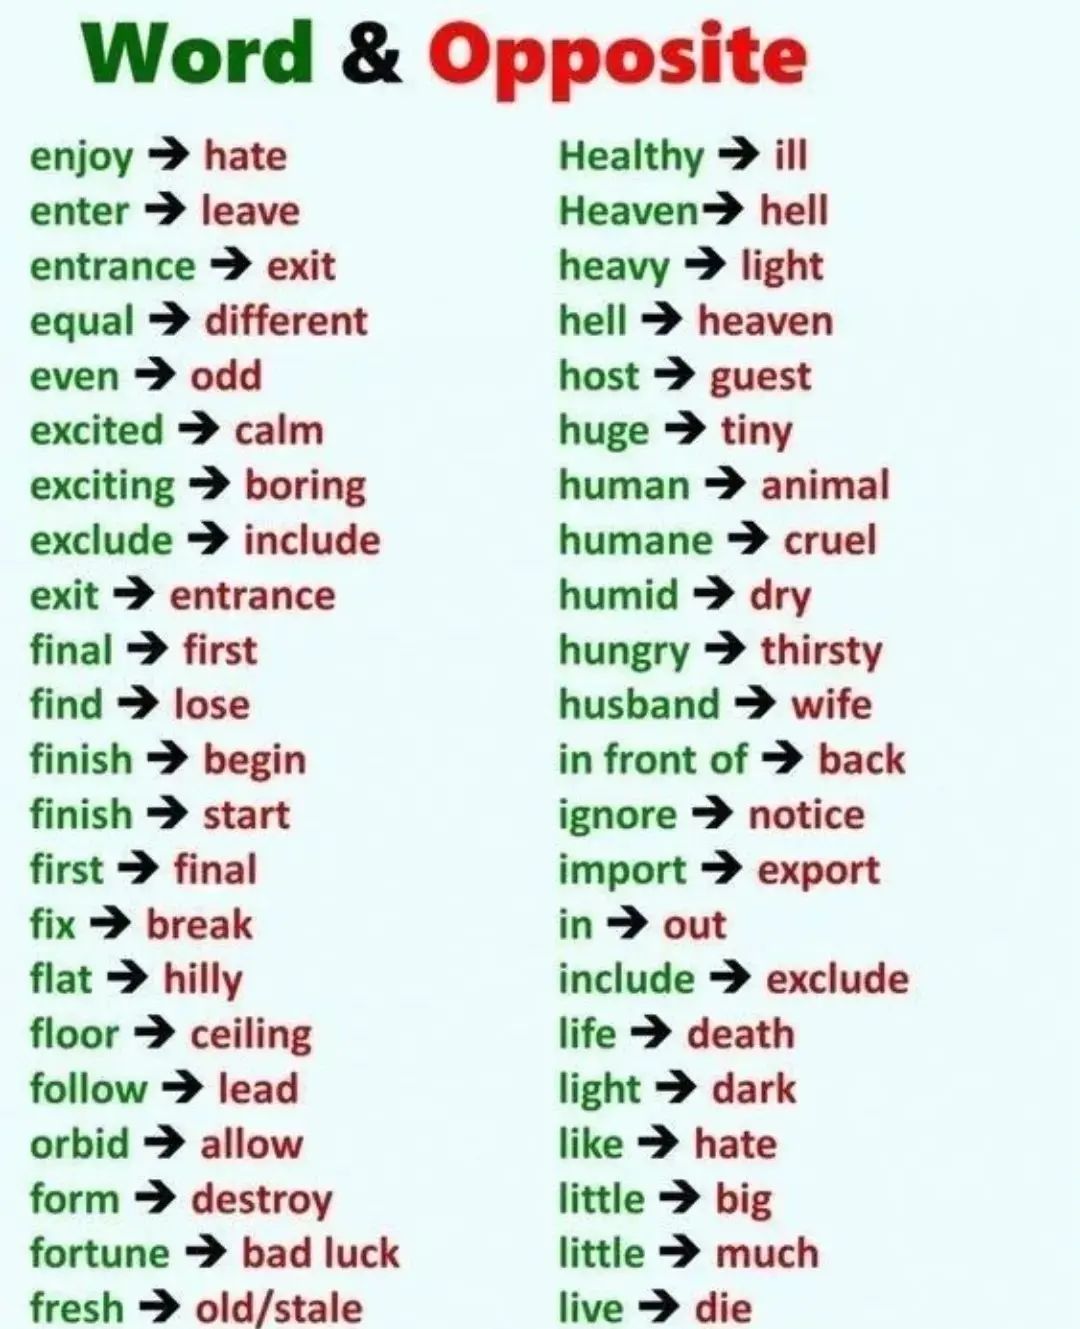 Word & Opposite
enjoy → hate
enter → leave
entrance → exit
equal → different
even → odd
excited → calm
exciting → boring
exclude → include
exit → entrance
final → first
find → lose
finish → begin
finish → start
first → final
fix → break
flat → hilly
floor → ceiling
follow → lead
orbid → allow
form → destroy
fortune → bad luck
fresh → old/stale
Healthy → ill
Heaven→ hell
heavy → light
hell → heaven
host → guest
huge → tiny
human → animal
humane → cruel
humid → dry
hungry → thirsty
husband → wife
in front of → back
ignore → notice
import → export
in → out
include → exclude
life → death
light → dark
like → hate
little → big
little → much
live → die